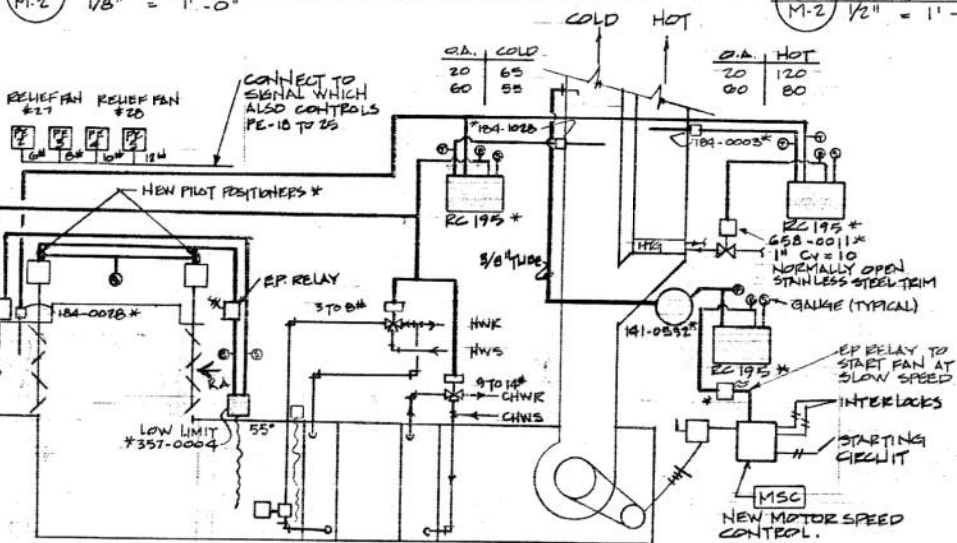 M-2 1/8" = 1'-0"
M-2 1/2" = 1'-
COLD HOT
O.A. COLD
20 65
60 55
O.A. HOT
20 120
60 80
CONNECT TO
SIGNAL WHICH
ALSO CONTROLS
PE-18 TO 25
RELIEF FAN
#27
RELIEF FAN
#28
PE
2
PE
3
PE
4
PE
5
6#
8#
10#
12#
*184-1028
184-0003*
NEW PILOT POSITIONERS *
RC 195 *
RC 195 *
HTG
658-0011*
1" CV = 10
NORMALLY OPEN
STAINLESS STEEL TRIM
3/8" TUBE
E.P. RELAY
3 TO 8#
GAUGE (TYPICAL)
184-0028 *
HWR
HWS
141-0532*
RC 195 *
EP RELAY TO
START FAN AT
SLOW SPEED
R.A.
9 TO 14#
CHWR
CHWS
INTERLOCKS
LOW LIMIT
*357-0004
55°
STARTING
CIRCUIT
MSC
NEW MOTOR SPEED
CONTROL.